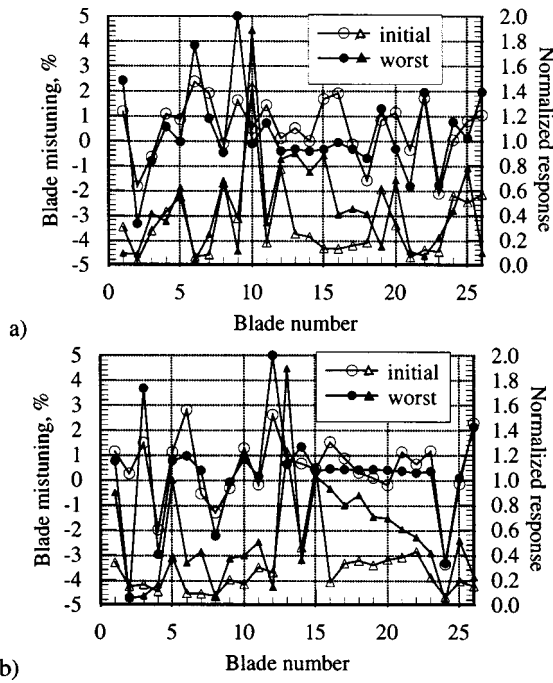 5 2.0
4 1.8
3 1.6
2 1.4
1 1.2
0 1.0
-1 0.8
-2 0.6
-3 0.4
-4 0.2
-5 0.0
Blade mistuning, %
initial
worst
Normalized response
0 5 10 15 20 25
Blade number
a)
5 2.0
4 1.8
3 1.6
2 1.4
1 1.2
0 1.0
-1 0.8
-2 0.6
-3 0.4
-4 0.2
-5 0.0
Blade mistuning, %
initial
worst
Normalized response
0 5 10 15 20 25
Blade number
b)